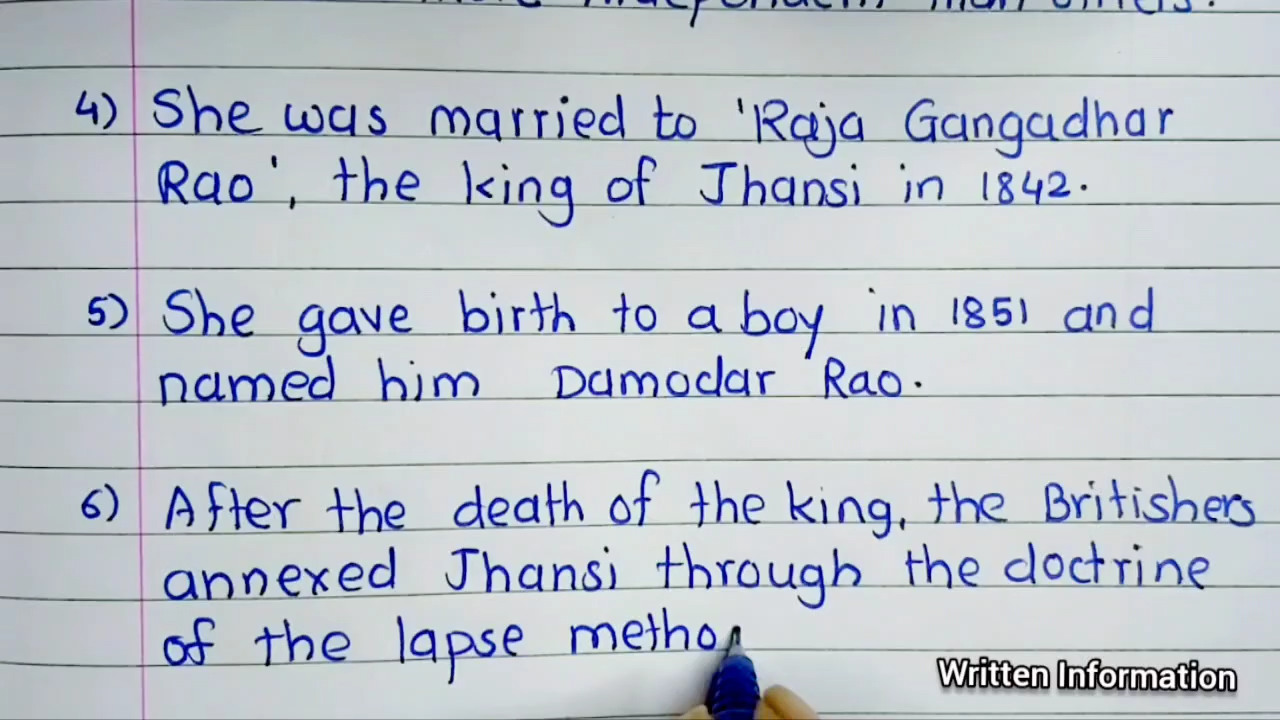 than others.
4) She was married to 'Raja Gangadhar
Rao', the king of Jhansi in 1842.
5) She gave birth to a boy in 1851 and
named him Damodar Rao.
6) After the death of the king, the Britishers
annexed Jhansi through the doctrine
of the lapse metho
Written Information